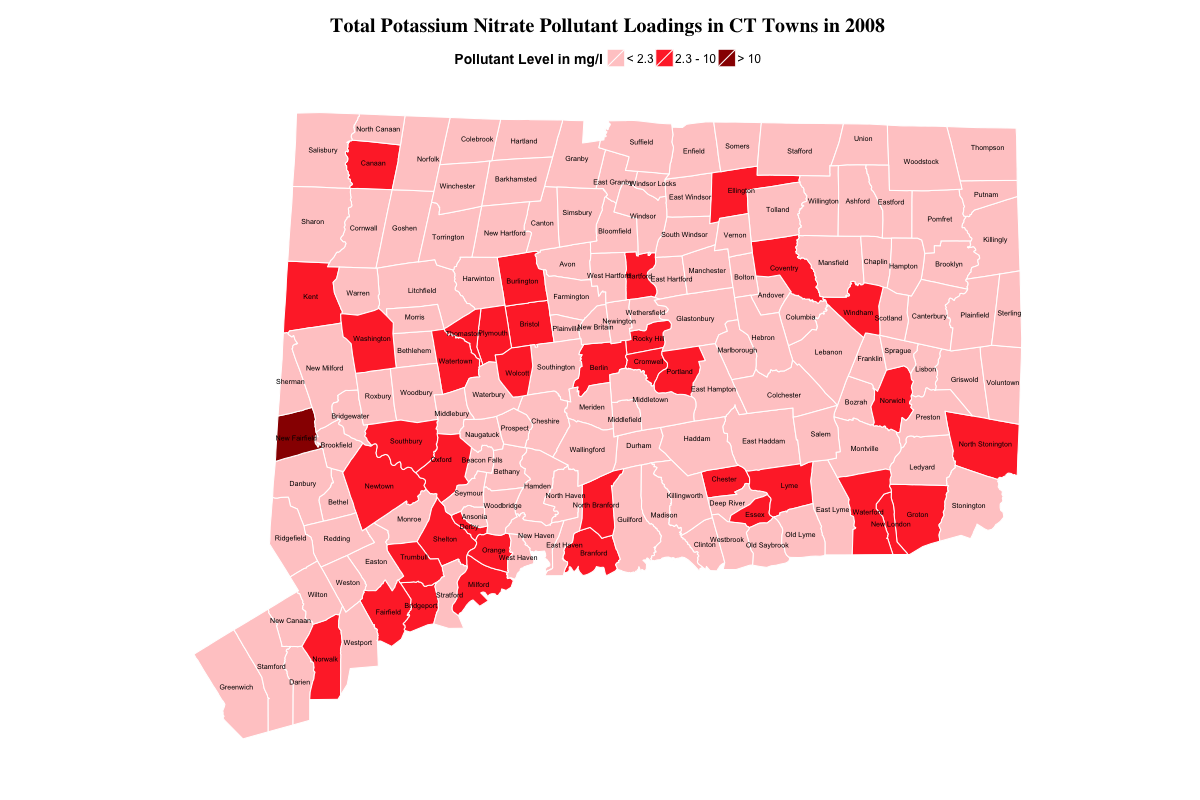 Total Potassium Nitrate Pollutant Loadings in CT Towns in 2008
Pollutant Level in mg/l < 2.3 2.3 - 10 > 10
North Canaan
Colebrook
Hartland
Suffield
Union
Salisbury
Canaan
Norfolk
Granby
Enfield
Somers
Stafford
Woodstock
Thompson
Winchester
Barkhamsted
East Granby
Windsor Locks
East Windsor
Ellington
Tolland
Willington
Ashford
Eastford
Putnam
Sharon
Cornwall
Goshen
Torrington
New Hartford
Canton
Simsbury
Bloomfield
Windsor
South Windsor
Vernon
Pomfret
Killingly
Harwinton
Burlington
Avon
West Hartford
Hartford
East Hartford
Manchester
Bolton
Coventry
Mansfield
Chaplin
Hampton
Brooklyn
Kent
Warren
Litchfield
Farmington
Andover
Morris
Thomaston
Plymouth
Bristol
Plainville
New Britain
Newington
Wethersfield
Glastonbury
Columbia
Windham
Scotland
Canterbury
Plainfield
Sterling
Washington
Bethlehem
Watertown
Wolcott
Southington
Berlin
Rocky Hill
Cromwell
Portland
Marlborough
Hebron
Lebanon
Franklin
Sprague
Lisbon
Griswold
Voluntown
New Milford
Sherman
Roxbury
Woodbury
Waterbury
Middlebury
East Hampton
Colchester
Bozrah
Norwich
Preston
New Fairfield
Bridgewater
Brookfield
Southbury
Naugatuck
Prospect
Cheshire
Meriden
Middletown
Middlefield
Wallingford
Durham
Haddam
East Haddam
Salem
Montville
Ledyard
North Stonington
Danbury
Bethel
Newtown
Oxford
Beacon Falls
Bethany
Seymour
Woodbridge
Hamden
North Haven
North Branford
Guilford
Madison
Killingworth
Chester
Deep River
Essex
Lyme
East Lyme
Waterford
New London
Groton
Stonington
Ridgefield
Redding
Monroe
Ansonia
Derby
Shelton
Orange
New Haven
West Haven
East Haven
Branford
Clinton
Westbrook
Old Saybrook
Old Lyme
Easton
Trumbull
Weston
Wilton
Milford
Stratford
Bridgeport
Fairfield
New Canaan
Norwalk
Westport
Stamford
Darien
Greenwich